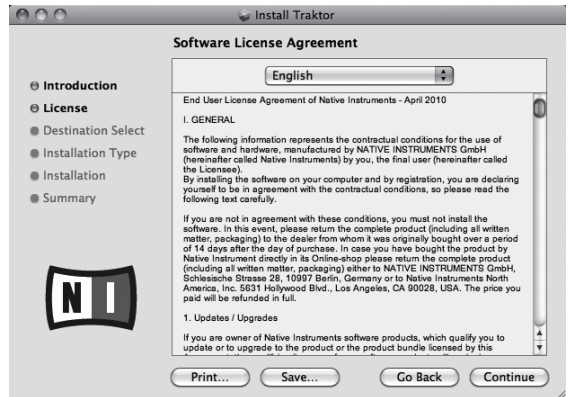 Install Traktor
Software License Agreement
Introduction
License
Destination Select
Installation Type
Installation
Summary
NI
English
End User License Agreement of Native Instruments - April 2010
I. GENERAL
The following information represents the contractual conditions for the use of
software and hardware, manufactured by NATIVE INSTRUMENTS GmbH
(hereinafter called Native Instruments) by you, the final user (hereinafter called
the Licensee).
By installing the software on your computer and by registration, you are declaring
yourself to be in agreement with the contractual conditions, so please read the
following text carefully.
If you are not in agreement with these conditions, you must not install the
software. In this event, please return the complete product (including all written
matter, packaging) to the dealer from whom it was originally bought over a period
of 14 days after the day of purchase. In case you have bought the product by
Native Instrument directly in its Online-shop please return the complete product
(including all written matter, packaging) either to NATIVE INSTRUMENTS GmbH,
Schlesische Strasse 28, 10997 Berlin, Germany or to Native Instruments North
America, Inc. 5631 Hollywood Blvd., Los Angeles, CA 90028, USA. The price you
paid will be refunded in full.
1. Updates / Upgrades
If you are owner of Native Instruments software products, which qualify you to
update or to upgrade to the product or the product bundle licensed by this
Print...
Save...
Go Back
Continue